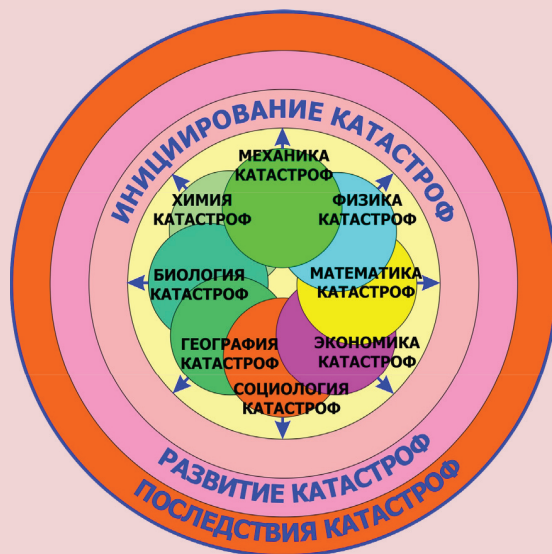 ИНИЦИИРОВАНИЕ КАТАСТРОФ
МЕХАНИКА
КАТАСТРОФ
ХИМИЯ
КАТАСТРОФ
ФИЗИКА
КАТАСТРОФ
БИОЛОГИЯ
КАТАСТРОФ
МАТЕМАТИКА
КАТАСТРОФ
ГЕОГРАФИЯ
КАТАСТРОФ
ЭКОНОМИКА
КАТАСТРОФ
СОЦИОЛОГИЯ
КАТАСТРОФ
РАЗВИТИЕ КАТАСТРОФ
ПОСЛЕДСТВИЯ КАТАСТРОФ